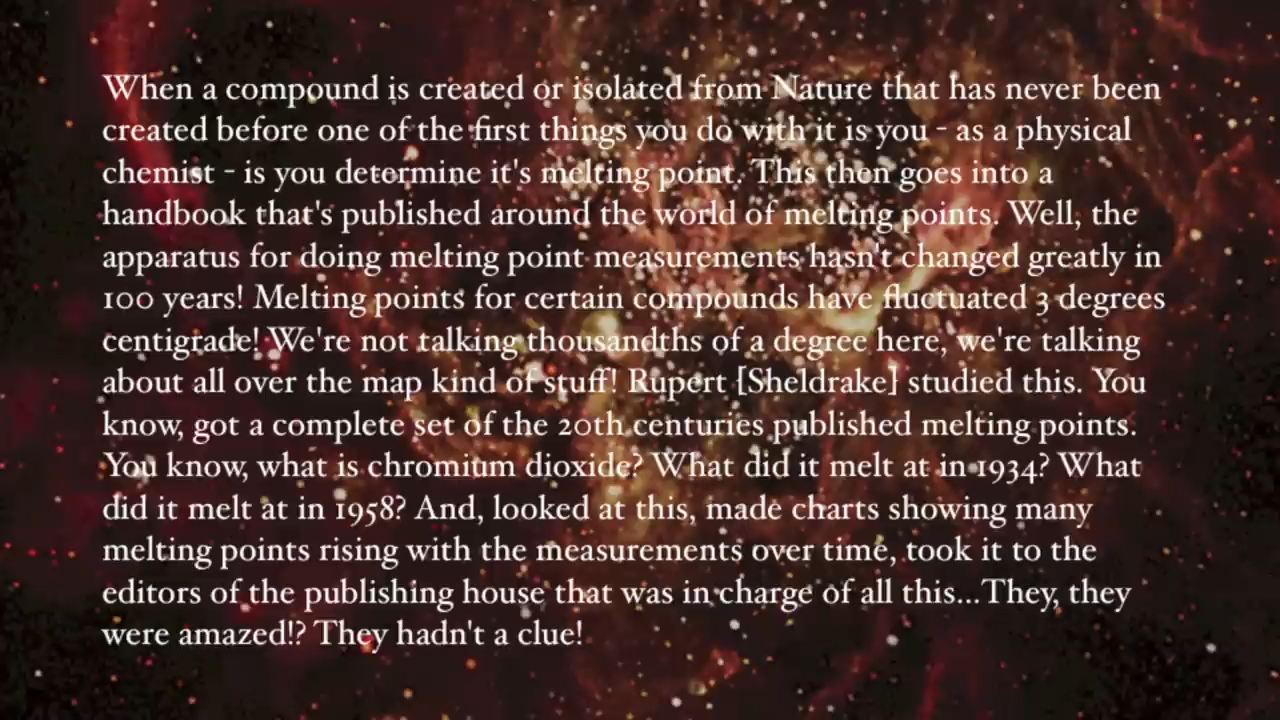 When a compound is created or isolated from Nature that has never been
created before one of the first things you do with it is you - as a physical
chemist - is you determine it's melting point. This then goes into a
handbook that's published around the world of melting points. Well, the
apparatus for doing melting point measurements hasn't changed greatly in
100 years! Melting points for certain compounds have fluctuated 3 degrees
centigrade! We're not talking thousandths of a degree here, we're talking
about all over the map kind of stuff! Rupert [Sheldrake] studied this. You
know, got a complete set of the 20th centuries published melting points.
You know, what is chromium dioxide? What did it melt at in 1934? What
did it melt at in 1958? And, looked at this, made charts showing many
melting points rising with the measurements over time, took it to the
editors of the publishing house that was in charge of all this...They, they
were amazed!? They hadn't a clue!